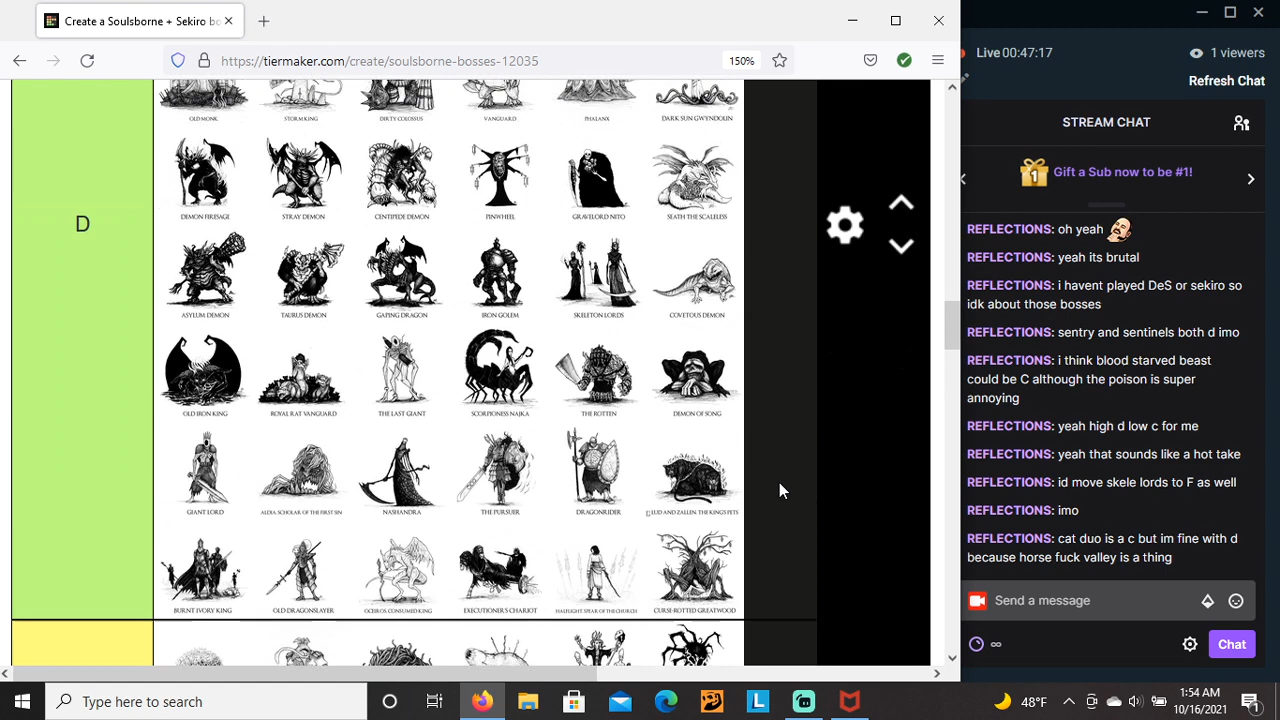 Create a Soulsborne + Sekiro bo
tiermaker.com/create/soulsborne-bosses-12035
150%
Live 00:47:17
1 viewers
Refresh Chat
STREAM CHAT
1
Gift a Sub now to be #1!
REFLECTIONS: oh yeah
REFLECTIONS: yeah its brutal
REFLECTIONS: i havent played DeS or sekiro so
idk about those bosses
REFLECTIONS: sentry and sentinels both d imo
REFLECTIONS: i think blood starved beast
could be C although the poison is super
annoying
REFLECTIONS: yeah high d low c for me
REFLECTIONS: yeah that sounds like a hot take
REFLECTIONS: id move skele lords to F as well
REFLECTIONS: imo
REFLECTIONS: cat duo is a c but im fine with d
because horse fuck valley is a thing
Send a message
Chat
D
OLD MONK STORM KING DIRTY COLOSSUS VANGUARD PHALANX DARK SUN GWYNDOLIN
DEMON FIRESAGE STRAY DEMON CENTIPEDE DEMON PINWHEEL GRAVELORD NITO SEATH THE SCALELESS
ASYLUM DEMON TAURUS DEMON GAPING DRAGON IRON GOLEM SKELETON LORDS COVETOUS DEMON
OLD IRON KING ROYAL RAT VANGUARD THE LAST GIANT SCORPIONESS NAJKA THE ROTTEN DEMON OF SONG
GIANT LORD ALDIA, SCHOLAR OF THE FIRST SIN NASHANDRA THE PURSUER DRAGONRIDER LUD AND ZALLEN, THE KING'S PETS
BURNT IVORY KING OLD DRAGONSLAYER OCEIROS, CONSUMED KING EXECUTIONER'S CHARIOT HALFLIGHT, SPEAR OF THE CHURCH CURSE-ROTTED GREATWOOD
Type here to search
L
48°F
:54 AM
10/16/2021
1